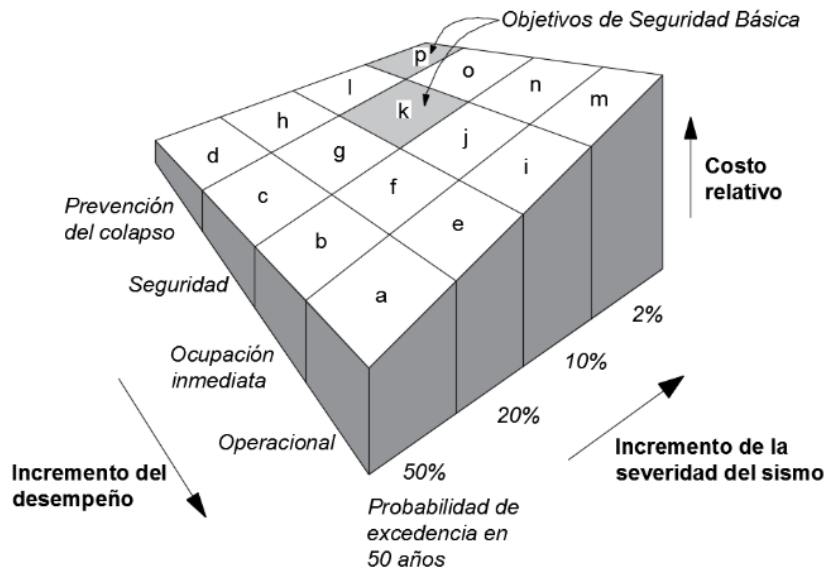 Objetivos de Seguridad Básica
p
o
n
m
l
k
j
i
h
g
f
e
d
c
b
a
Costo
relativo
Prevención
del colapso
Seguridad
Ocupación
inmediata
Operacional
2%
10%
20%
50%
Incremento del
desempeño
Incremento de la
severidad del sismo
Probabilidad de
excedencia en
50 años